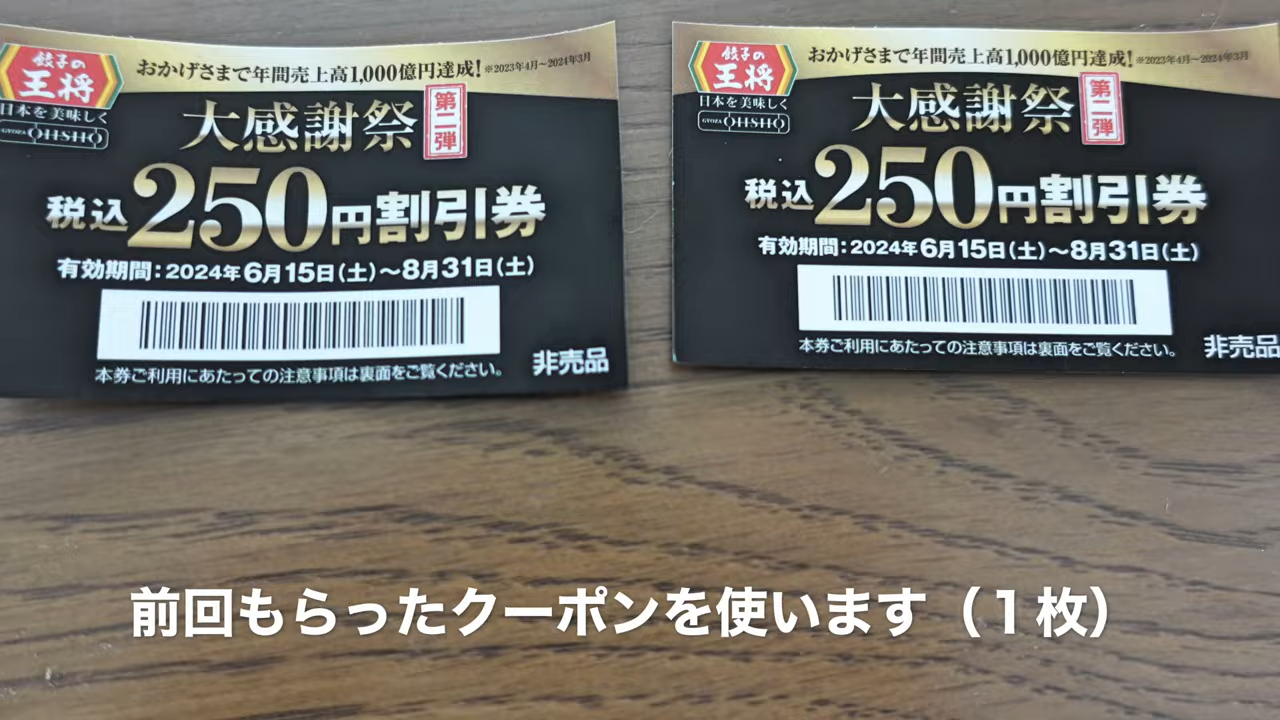 餃子の
王将
日本を美味しく
GYOZA OHSHO
おかげさまで年間売上高1,000億円達成!※2023年4月~2024年3月
大感謝祭
第二弾
税込250円割引券
有効期間:2024年6月15日(土)~8月31日(土)
本券ご利用にあたっての注意事項は裏面をご覧ください。
非売品
餃子の
王将
日本を美味しく
GYOZA OHSHO
おかげさまで年間売上高1,000億円達成!※2023年4月~2024年3月
大感謝祭
第二弾
税込250円割引券
有効期間:2024年6月15日(土)~8月31日(土)
本券ご利用にあたっての注意事項は裏面をご覧ください。
非売品
前回もらったクーポンを使います(1枚)